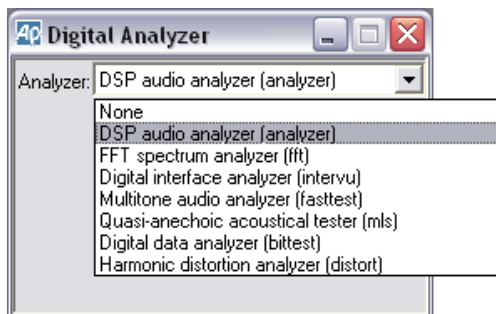 Ap Digital Analyzer
Analyzer: DSP audio analyzer (analyzer)
None
DSP audio analyzer (analyzer)
FFT spectrum analyzer (fft)
Digital interface analyzer (intervu)
Multitone audio analyzer (fasttest)
Quasi-anechoic acoustical tester (mls)
Digital data analyzer (bittest)
Harmonic distortion analyzer (distort)